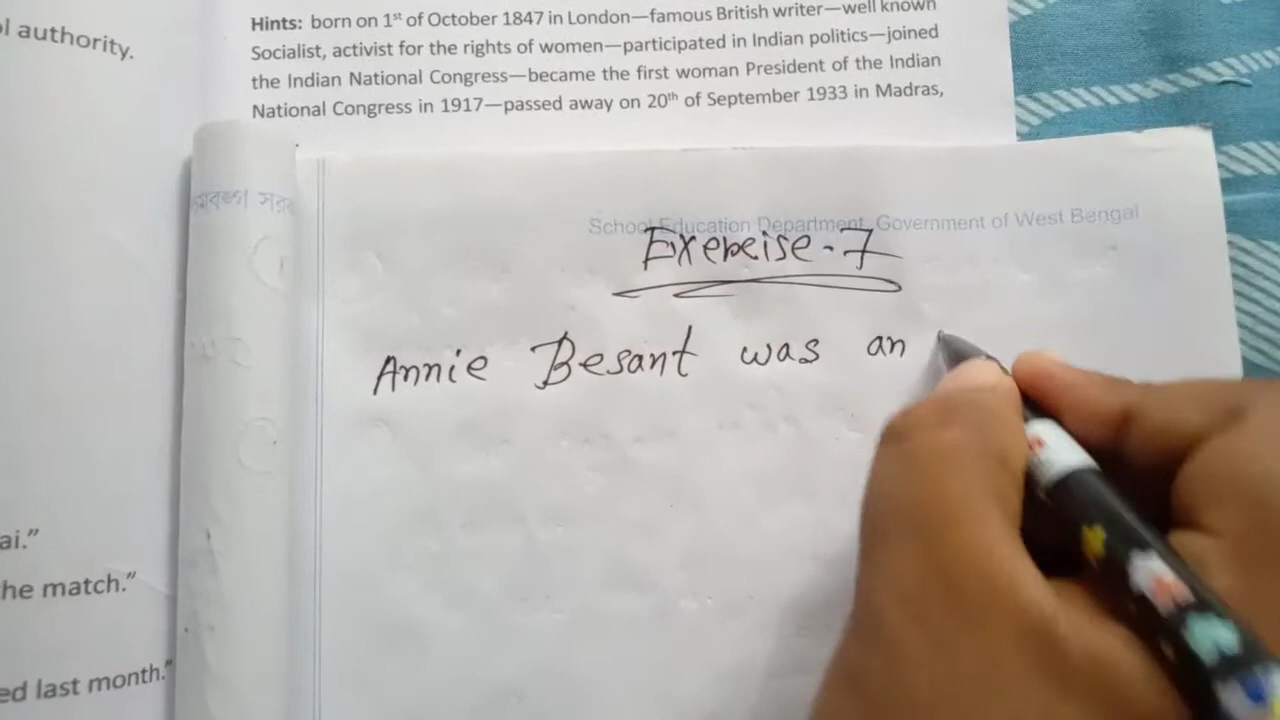 l authority.
Hints: born on 1st of October 1847 in London—famous British writer—well known
Socialist, activist for the rights of women—participated in Indian politics—joined
the Indian National Congress—became the first woman President of the Indian
National Congress in 1917—passed away on 20th of September 1933 in Madras,
School Education Department, Government of West Bengal
Exercise-7
Annie Besant was an
ai.”
he match.”
ed last month.”